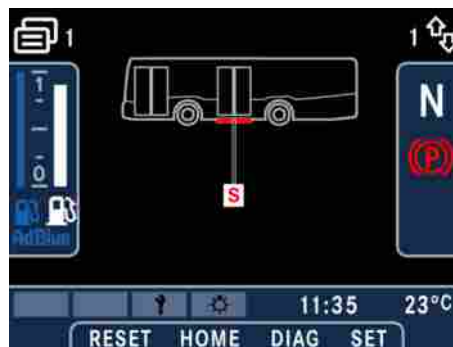 1
1
1
0
AdBlue
N
(P)
S
11:35 23°C
RESET HOME DIAG SET